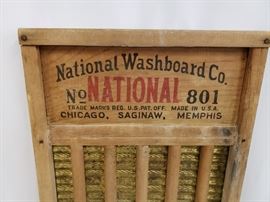 National Washboard Co.
No NATIONAL 801
TRADE MARKS REG. U.S. PAT. OFF. MADE IN U.S.A.
CHICAGO, SAGINAW, MEMPHIS